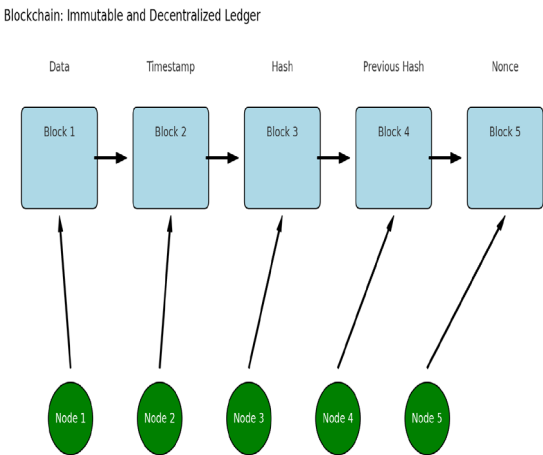 Blockchain: Immutable and Decentralized Ledger
Data Timestamp Hash Previous Hash Nonce
Block 1 Block 2 Block 3 Block 4 Block 5
Node 1 Node 2 Node 3 Node 4 Node 5